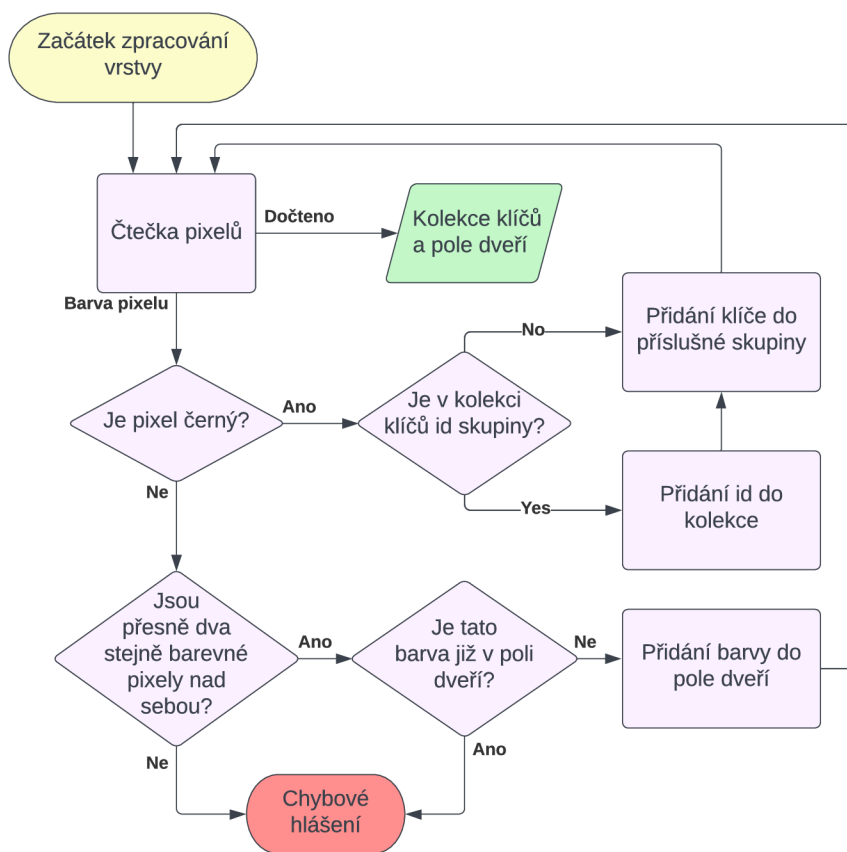 Začátek zpracování
vrstvy
Čtečka pixelů
Dočteno
Kolekce klíčů
a pole dveří
Barva pixelu
Je pixel černý?
Ano
Je v kolekci
klíčů id skupiny?
No
Přidání klíče do
příslušné skupiny
Yes
Přidání id do
kolekce
Ne
Jsou
přesně dva
stejně barevné
pixely nad
sebou?
Ano
Je tato
barva již v poli
dveří?
Ne
Přidání barvy do
pole dveří
Ne
Ano
Chybové
hlášení